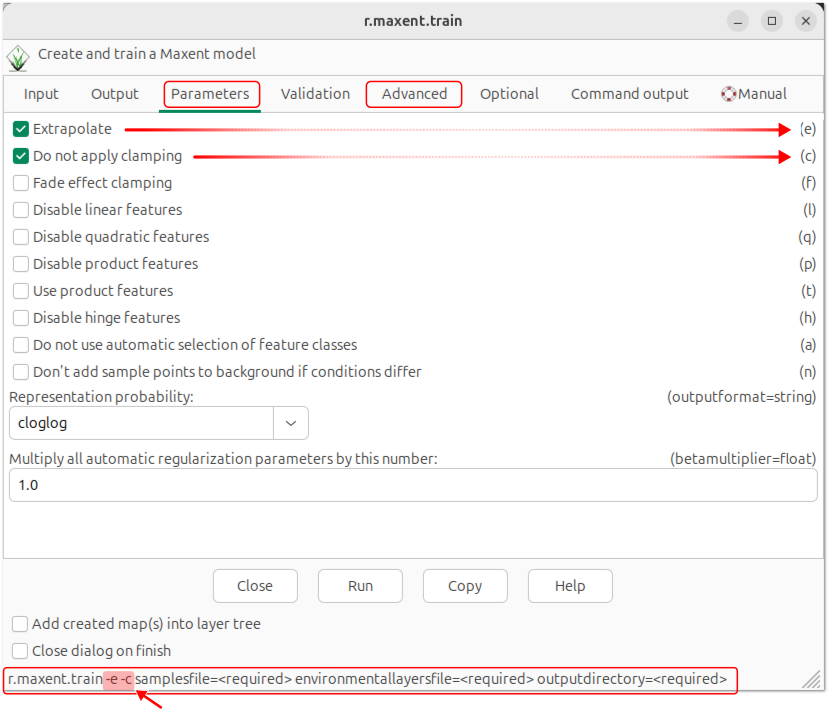 r.maxent.train
Create and train a Maxent model
Input Output Parameters Validation Advanced Optional Command output Manual
Extrapolate (e)
Do not apply clamping (c)
Fade effect clamping (f)
Disable linear features (l)
Disable quadratic features (q)
Disable product features (p)
Use product features (t)
Disable hinge features (h)
Do not use automatic selection of feature classes (a)
Don't add sample points to background if conditions differ (n)
Representation probability: (outputformat=string)
cloglog
Multiply all automatic regularization parameters by this number: (betamultiplier=float)
1.0
Close Run Copy Help
Add created map(s) into layer tree
Close dialog on finish
r.maxent.train -e -c samplesfile=<required> environmentallayersfile=<required> outputdirectory=<required>